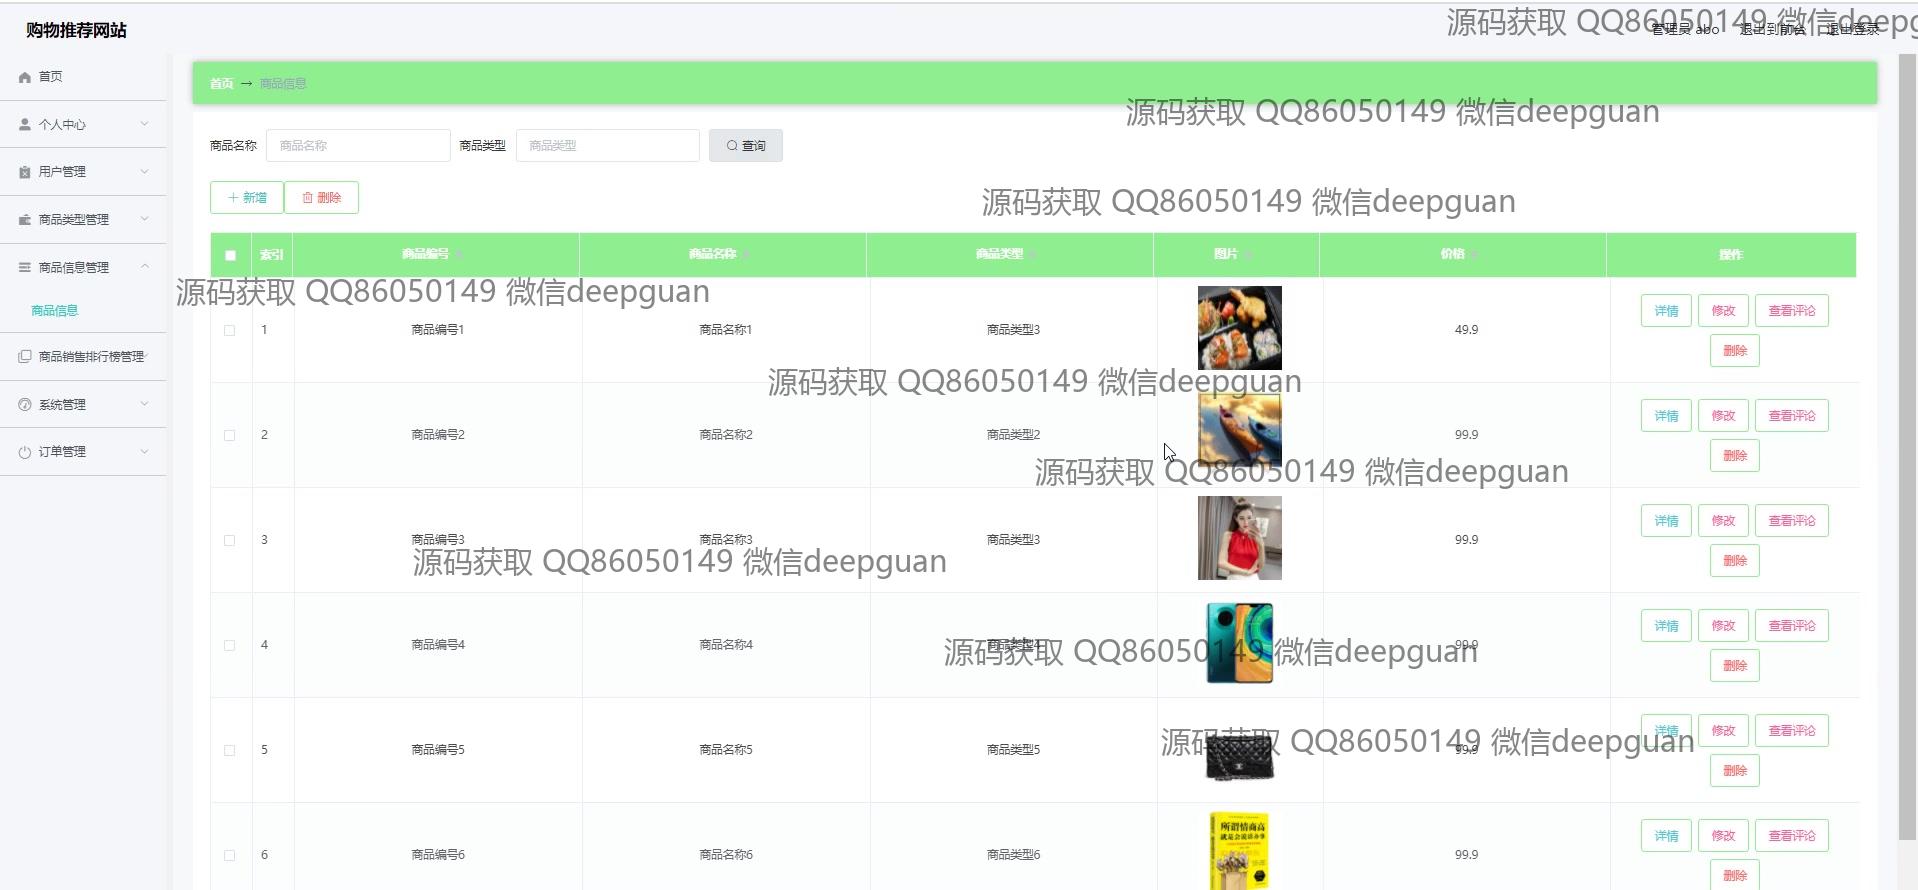 购物推荐网站
源码获取 QQ86050149 微信deepg
管理员 abo 退出到前台 退出登录
首页
个人中心
用户管理
商品类型管理
商品信息管理
商品信息
商品销售排行榜管理
系统管理
订单管理
首页 → 商品信息
源码获取 QQ86050149 微信deepguan
商品名称 商品名称 商品类型 商品类型 查询
新增 删除
源码获取 QQ86050149 微信deepguan
索引 商品编号 商品名称 商品类型 图片 价格 操作
源码获取 QQ86050149 微信deepguan
1 商品编号1 商品名称1 商品类型3 49.9 详情 修改 查看评论
删除
源码获取 QQ86050149 微信deepguan
2 商品编号2 商品名称2 商品类型2 99.9 详情 修改 查看评论
删除
源码获取 QQ86050149 微信deepguan
3 商品编号3 商品名称3 商品类型3 99.9 详情 修改 查看评论
删除
源码获取 QQ86050149 微信deepguan
4 商品编号4 商品名称4 商品类型4 99.9 详情 修改 查看评论
删除
源码获取 QQ86050149 微信deepguan
5 商品编号5 商品名称5 商品类型5 99.9 详情 修改 查看评论
删除
源码获取 QQ86050149 微信deepguan
所谓情商高
就是会说话办事
6 商品编号6 商品名称6 商品类型6 99.9 详情 修改 查看评论
删除